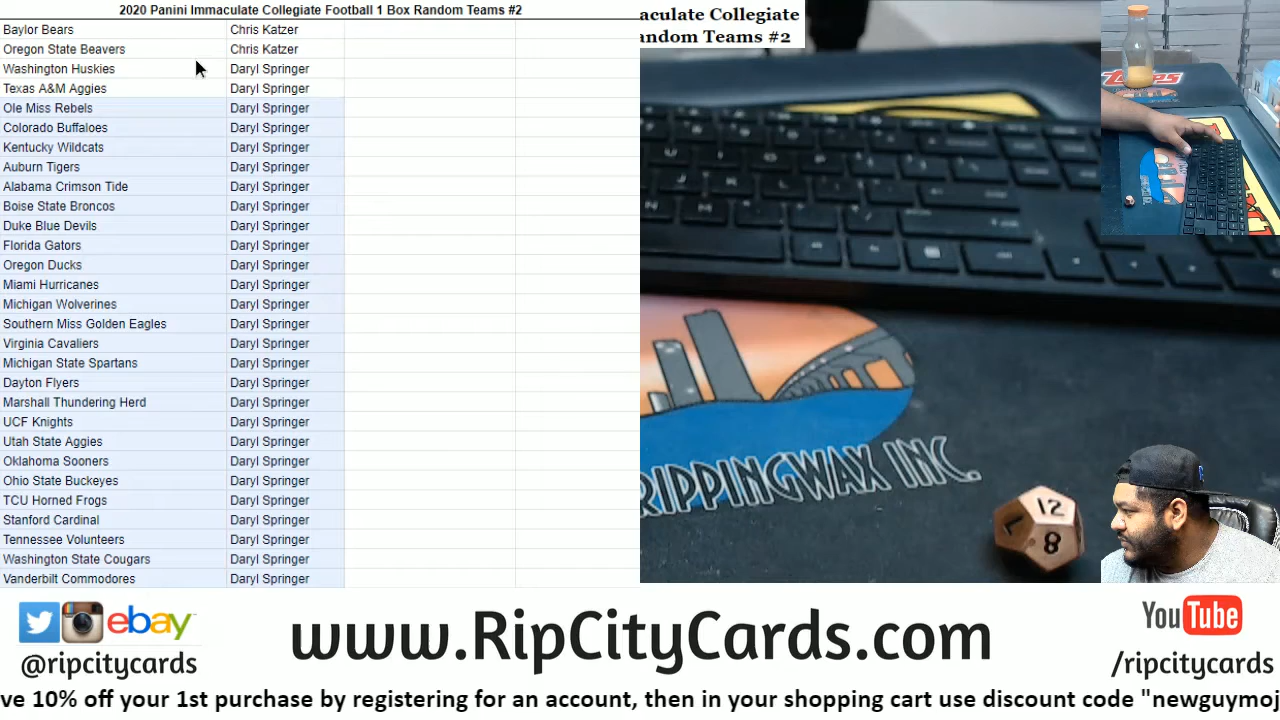 2020 Panini Immaculate Collegiate Football 1 Box Random Teams #2
Baylor Bears Chris Katzer
Oregon State Beavers Chris Katzer
Washington Huskies Daryl Springer
Texas A&M Aggies Daryl Springer
Ole Miss Rebels Daryl Springer
Colorado Buffaloes Daryl Springer
Kentucky Wildcats Daryl Springer
Auburn Tigers Daryl Springer
Alabama Crimson Tide Daryl Springer
Boise State Broncos Daryl Springer
Duke Blue Devils Daryl Springer
Florida Gators Daryl Springer
Oregon Ducks Daryl Springer
Miami Hurricanes Daryl Springer
Michigan Wolverines Daryl Springer
Southern Miss Golden Eagles Daryl Springer
Virginia Cavaliers Daryl Springer
Michigan State Spartans Daryl Springer
Dayton Flyers Daryl Springer
Marshall Thundering Herd Daryl Springer
UCF Knights Daryl Springer
Utah State Aggies Daryl Springer
Oklahoma Sooners Daryl Springer
Ohio State Buckeyes Daryl Springer
TCU Horned Frogs Daryl Springer
Stanford Cardinal Daryl Springer
Tennessee Volunteers Daryl Springer
Washington State Cougars Daryl Springer
Vanderbilt Commodores Daryl Springer
aculate Collegiate
andom Teams #2
RIPPINGWAX INC.
12
8
ebay
@ripcitycards
www.RipCityCards.com
YouTube
/ripcitycards
ve 10% off your 1st purchase by registering for an account, then in your shopping cart use discount code "newguymoj